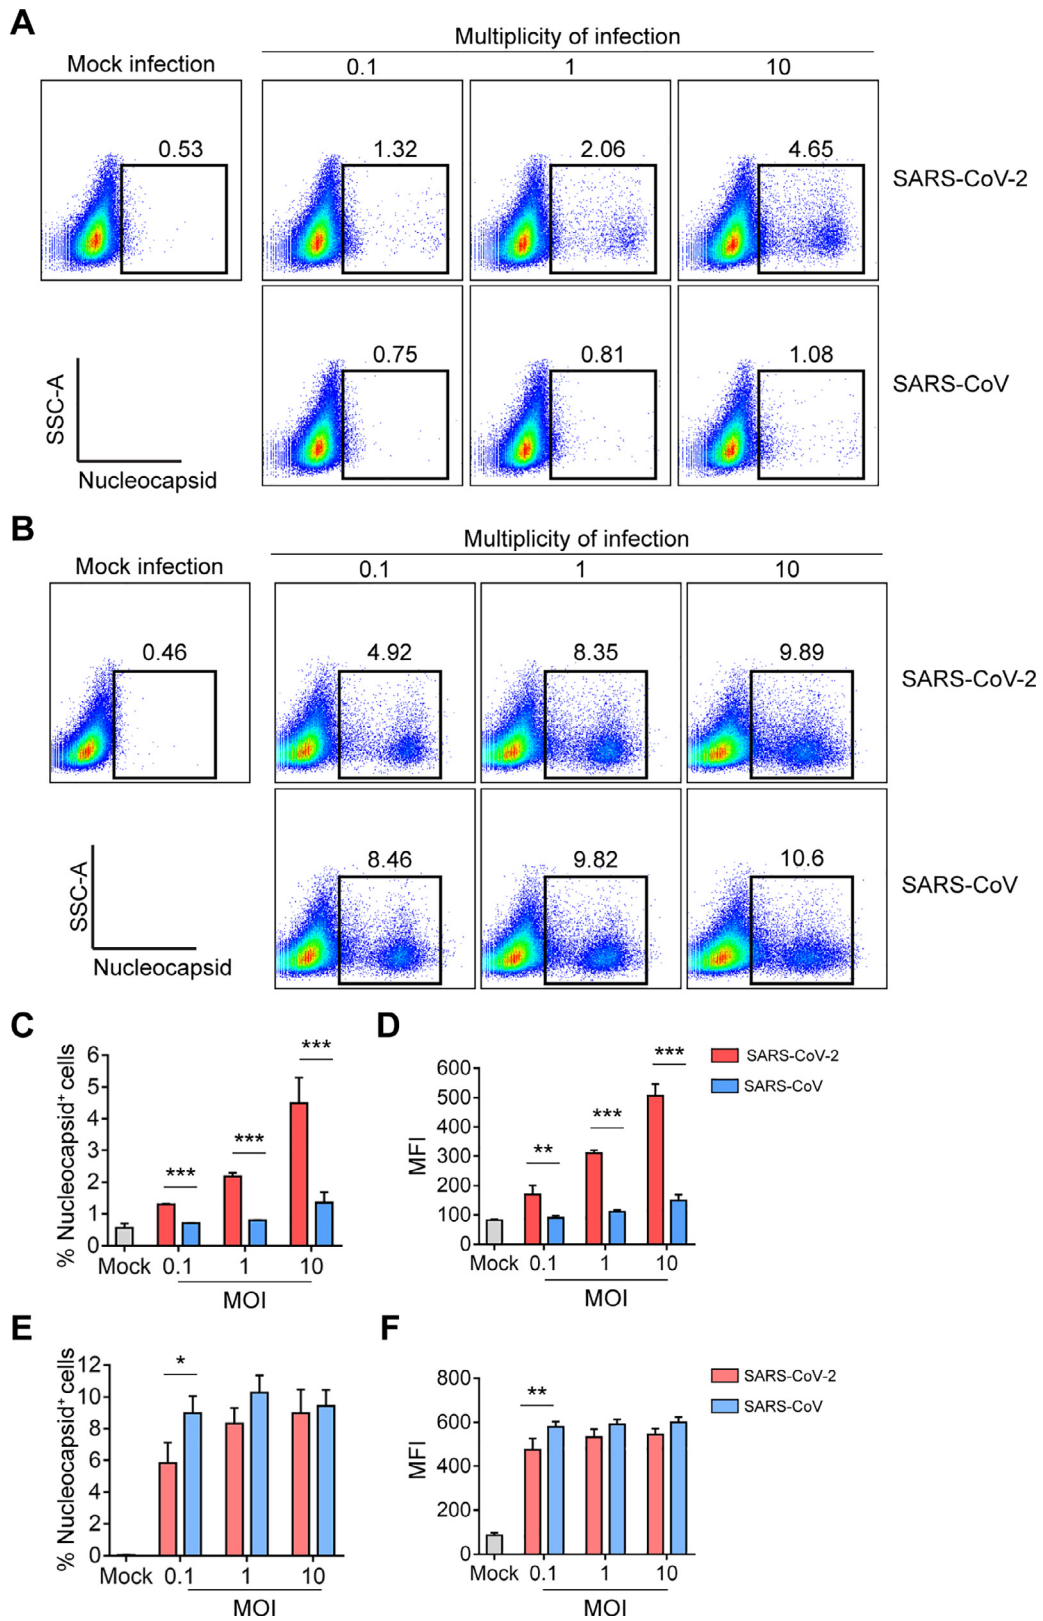 A
Multiplicity of infection
Mock infection 0.1 1 10
0.53 1.32 2.06 4.65
SARS-CoV-2
0.75 0.81 1.08
SARS-CoV
SSC-A
Nucleocapsid
B
Multiplicity of infection
Mock infection 0.1 1 10
0.46 4.92 8.35 9.89
SARS-CoV-2
8.46 9.82 10.6
SARS-CoV
SSC-A
Nucleocapsid
C
% Nucleocapsid⁺ cells
6
5
4
3
2
1
0
*** *** ***
Mock 0.1 1 10
MOI
D
MFI
600
500
400
300
200
100
0
** *** ***
Mock 0.1 1 10
MOI
SARS-CoV-2
SARS-CoV
E
% Nucleocapsid⁺ cells
12
10
8
6
4
2
0
*
Mock 0.1 1 10
MOI
F
MFI
800
600
400
200
0
**
Mock 0.1 1 10
MOI
SARS-CoV-2
SARS-CoV